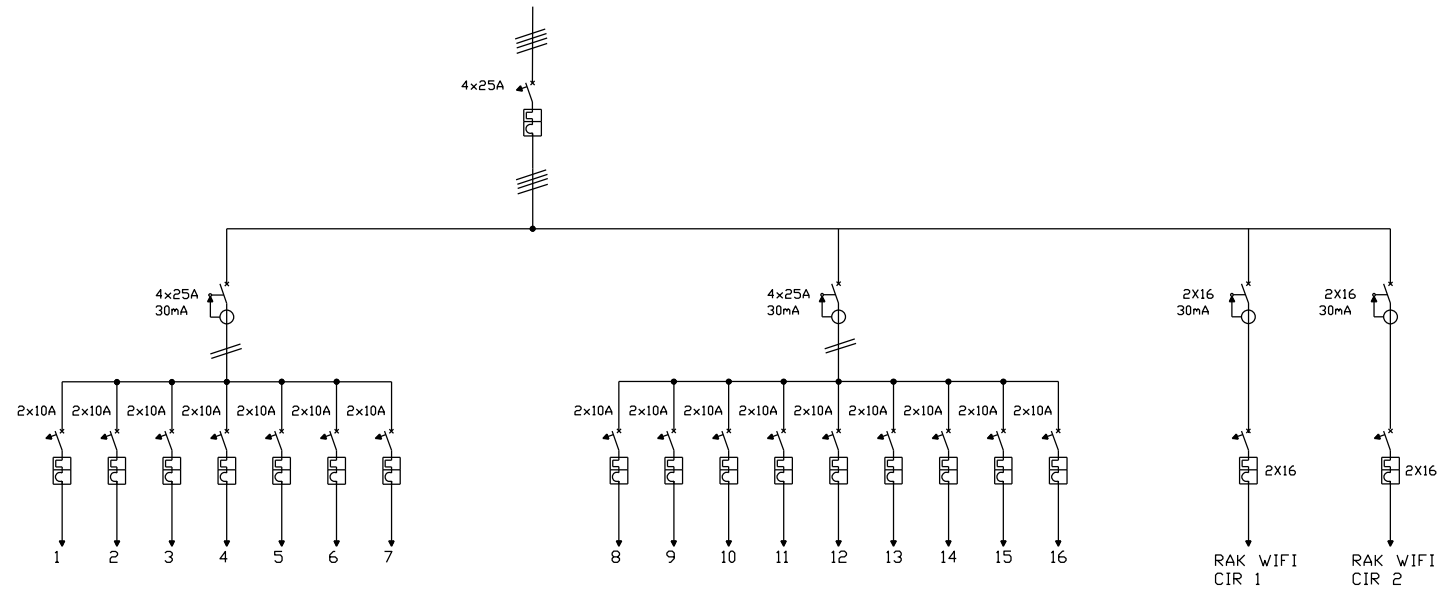 4x25A
4x25A
30mA
4x25A
30mA
2X16
30mA
2X16
30mA
2x10A 2x10A 2x10A 2x10A 2x10A 2x10A 2x10A
2x10A 2x10A 2x10A 2x10A 2x10A 2x10A 2x10A 2x10A 2x10A
2X16
2X16
1 2 3 4 5 6 7
8 9 10 11 12 13 14 15 16
RAK WIFI
CIR 1
RAK WIFI
CIR 2